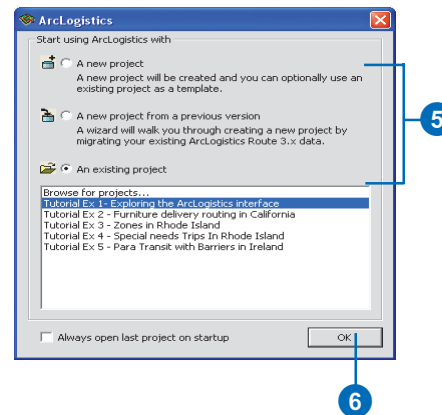 ArcLogistics
Start using ArcLogistics with
A new project
A new project will be created and you can optionally use an
existing project as a template.
A new project from a previous version
A wizard will walk you through creating a new project by
migrating your existing ArcLogistics Route 3.x data.
An existing project
Browse for projects...
Tutorial Ex 1- Exploring the ArcLogistics interface
Tutorial Ex 2 - Furniture delivery routing in California
Tutorial Ex 3 - Zones in Rhode Island
Tutorial Ex 4 - Special needs Trips In Rhode Island
Tutorial Ex 5 - Para Transit with Barriers in Ireland
Always open last project on startup
OK
5
6